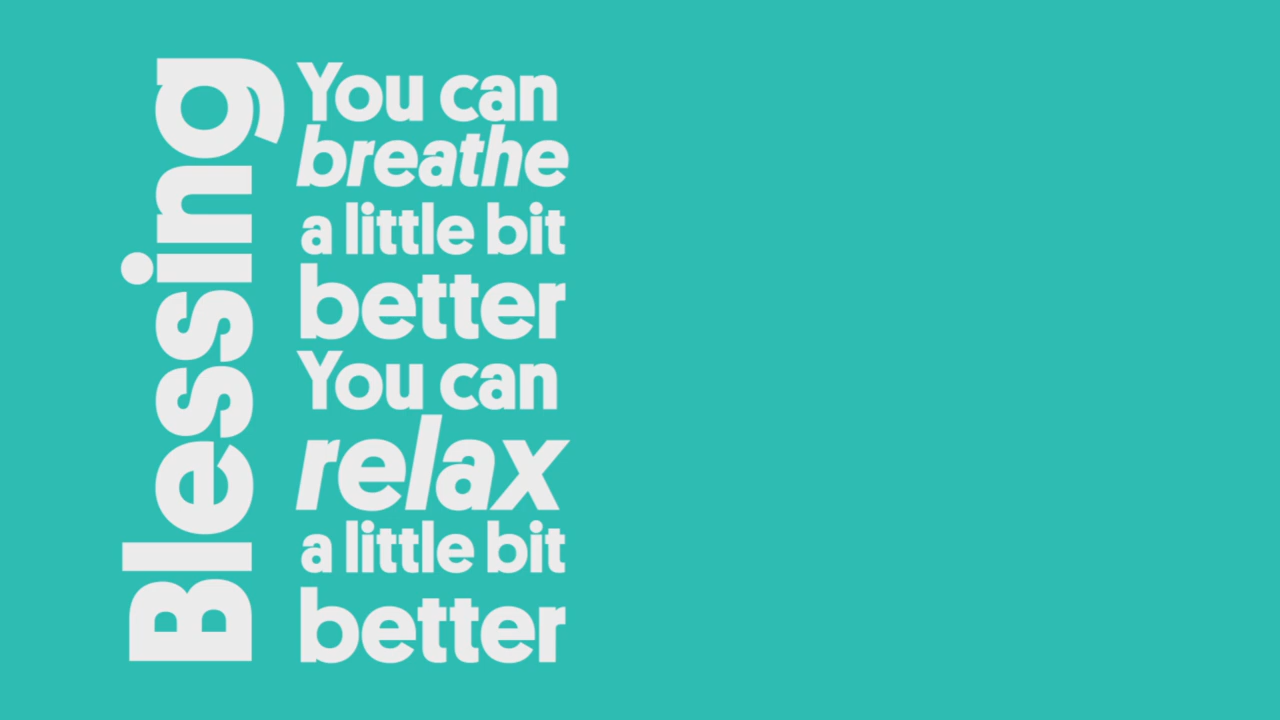 Blessing
You can
breathe
a little bit
better
You can
relax
a little bit
better